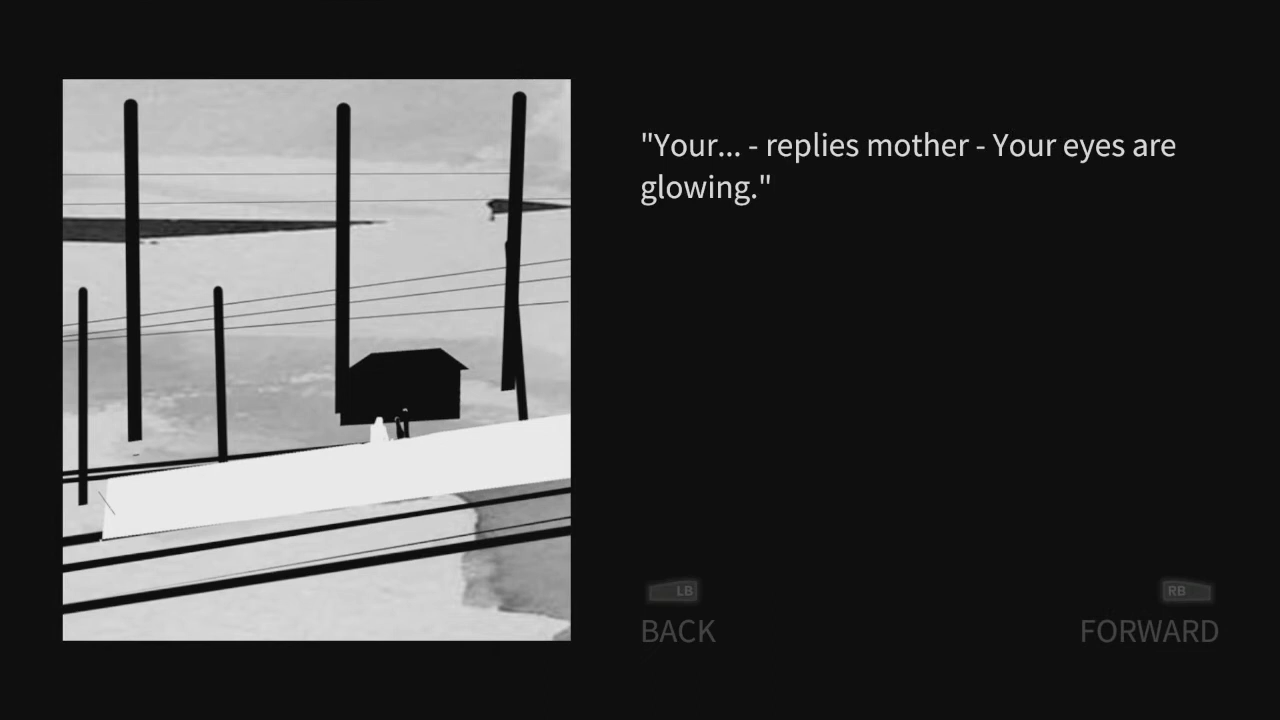 "Your... - replies mother - Your eyes are
glowing."
LB
RB
BACK
FORWARD